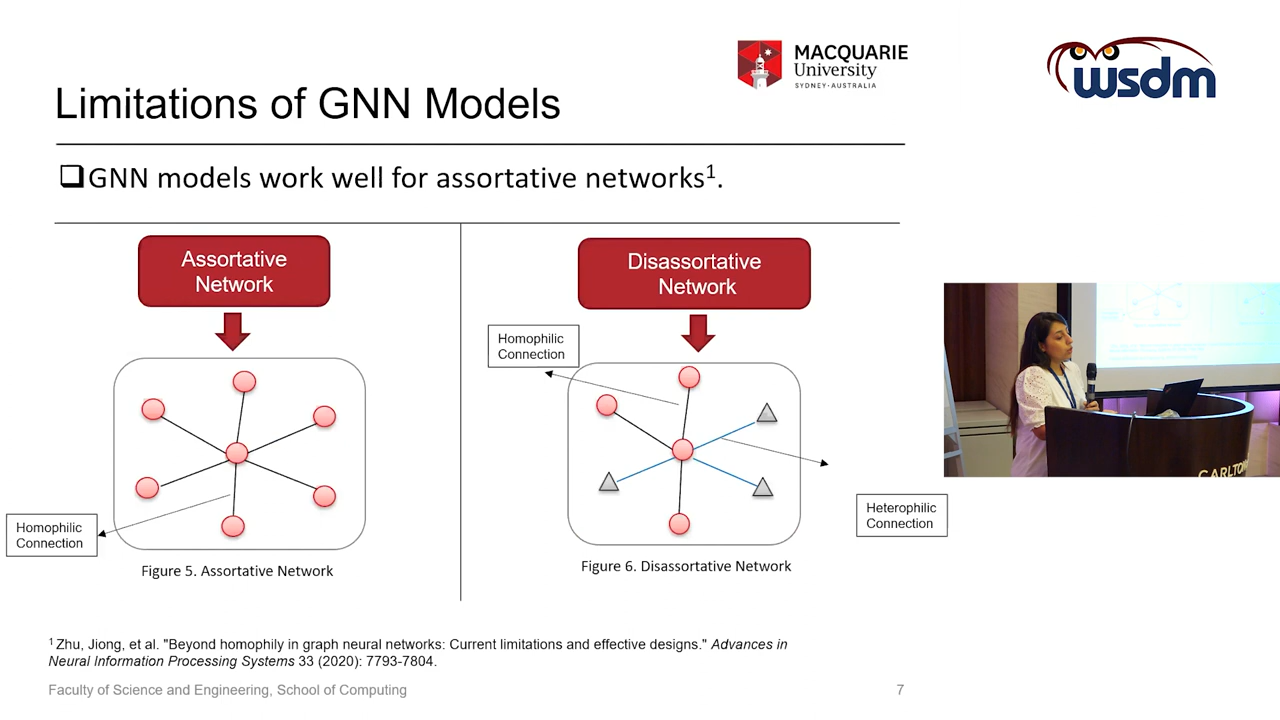 MACQUARIE
University
SYDNEY·AUSTRALIA
wsdm
Limitations of GNN Models
GNN models work well for assortative networks¹.
Assortative
Network
Disassortative
Network
Homophilic
Connection
Homophilic
Connection
Heterophilic
Connection
Figure 5. Assortative Network
Figure 6. Disassortative Network
CARLTON
¹ Zhu, Jiong, et al. "Beyond homophily in graph neural networks: Current limitations and effective designs." Advances in
Neural Information Processing Systems 33 (2020): 7793-7804.
Faculty of Science and Engineering, School of Computing
7